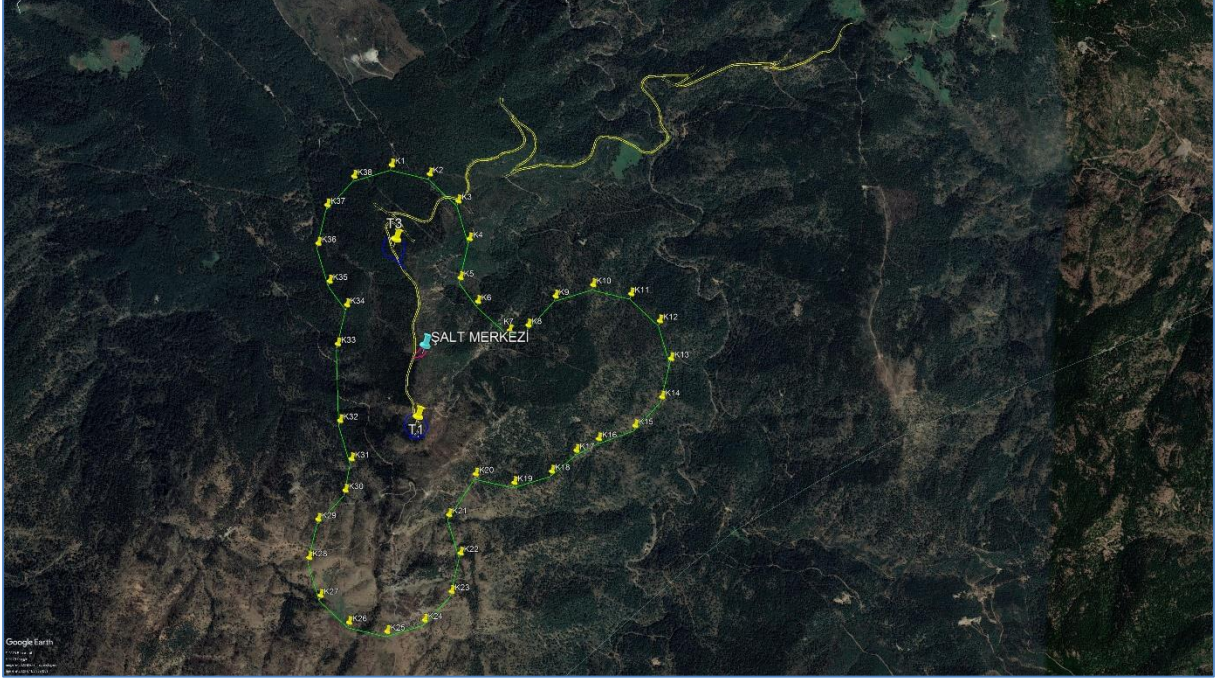 K1
K2
K38
K3
K37
T3
K4
K36
K35
K5
K10
K9
K11
K6
K34
K12
K7
K8
ŞALT MERKEZİ
K33
K13
K14
T1
K32
K15
K16
K17
K31
K18
K20
K19
K30
K21
K29
K22
K28
K23
K27
K24
K26
K25
Google Earth